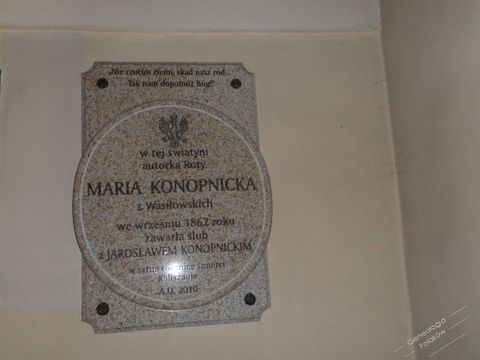 „Nie rzucim ziemi, skąd nasz ród...
Tak nam dopomóż Bóg!"
w tej świątyni
autorka Roty
MARIA KONOPNICKA
z Wasiłowskich
we wrześniu 1862 roku
zawarła ślub
z JAROSŁAWEM KONOPNICKIM
w setną rocznicę śmierci
Kaliszanie
A.D. 2010
Genealogia
Polaków